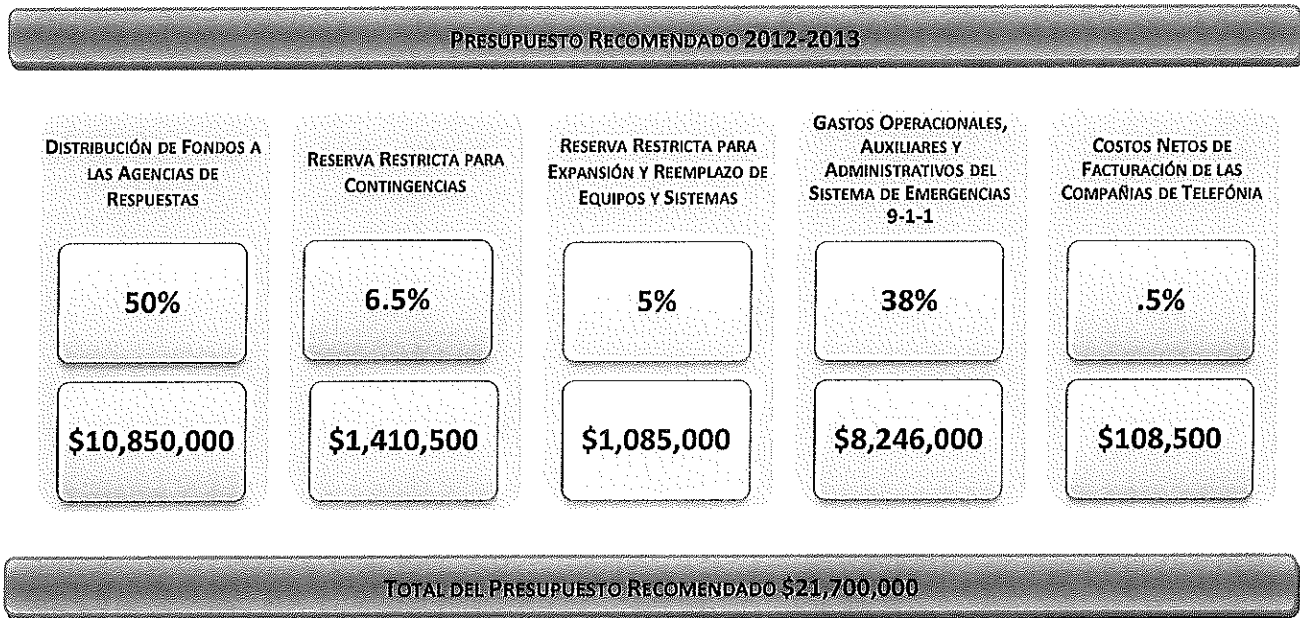 PRESUPUESTO RECOMENDADO 2012-2013
DISTRIBUCIÓN DE FONDOS A
LAS AGENCIAS DE
RESPUESTAS
50%
$10,850,000
RESERVA RESTRICTA PARA
CONTINGENCIAS
6.5%
$1,410,500
RESERVA RESTRICTA PARA
EXPANSIÓN Y REEMPLAZO DE
EQUIPOS Y SISTEMAS
5%
$1,085,000
GASTOS OPERACIONALES,
AUXILIARES Y
ADMINISTRATIVOS DEL
SISTEMA DE EMERGENCIAS
9-1-1
38%
$8,246,000
COSTOS NETOS DE
FACTURACIÓN DE LAS
COMPAÑIAS DE TELEFÓNIA
.5%
$108,500
TOTAL DEL PRESUPUESTO RECOMENDADO $21,700,000